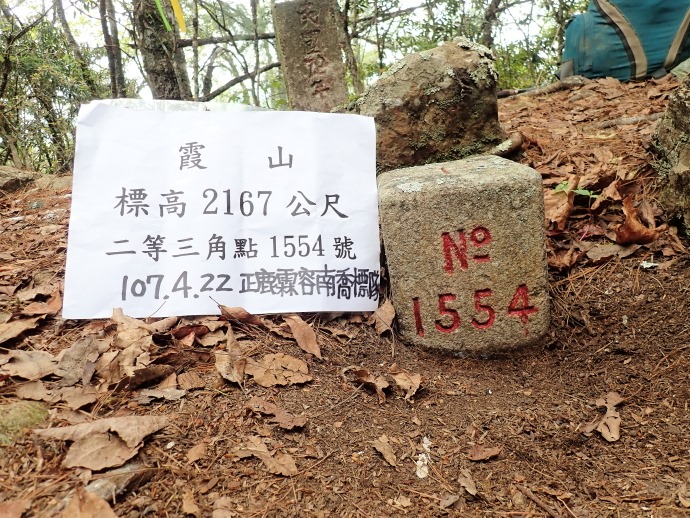 霞 山
標高 2167 公尺
二等三角點 1554 號
107.4.22
No
1554